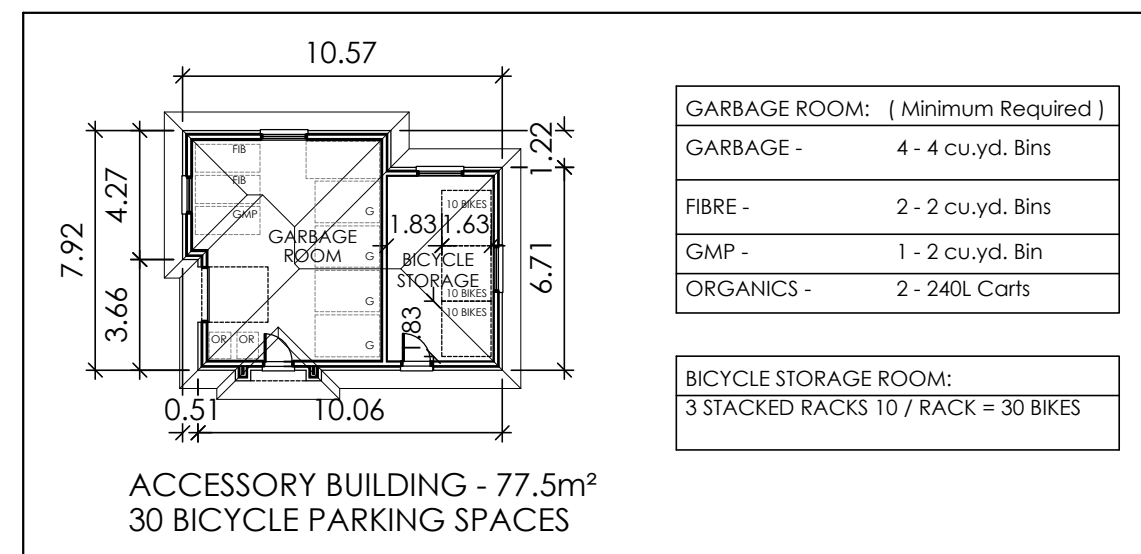 10.57
1.22
4.27
7.92
3.66
6.71
FIB
FIB
GMP
GARBAGE
ROOM
G
G
G
G
OR OR
10 BIKES
1.83 1.63
BICYCLE
STORAGE
10 BIKES
10 BIKES
1.83
0.51 10.06
ACCESSORY BUILDING - 77.5m²
30 BICYCLE PARKING SPACES
GARBAGE ROOM: ( Minimum Required )
GARBAGE - 4 - 4 cu.yd. Bins
FIBRE - 2 - 2 cu.yd. Bins
GMP - 1 - 2 cu.yd. Bin
ORGANICS - 2 - 240L Carts
BICYCLE STORAGE ROOM:
3 STACKED RACKS 10 / RACK = 30 BIKES